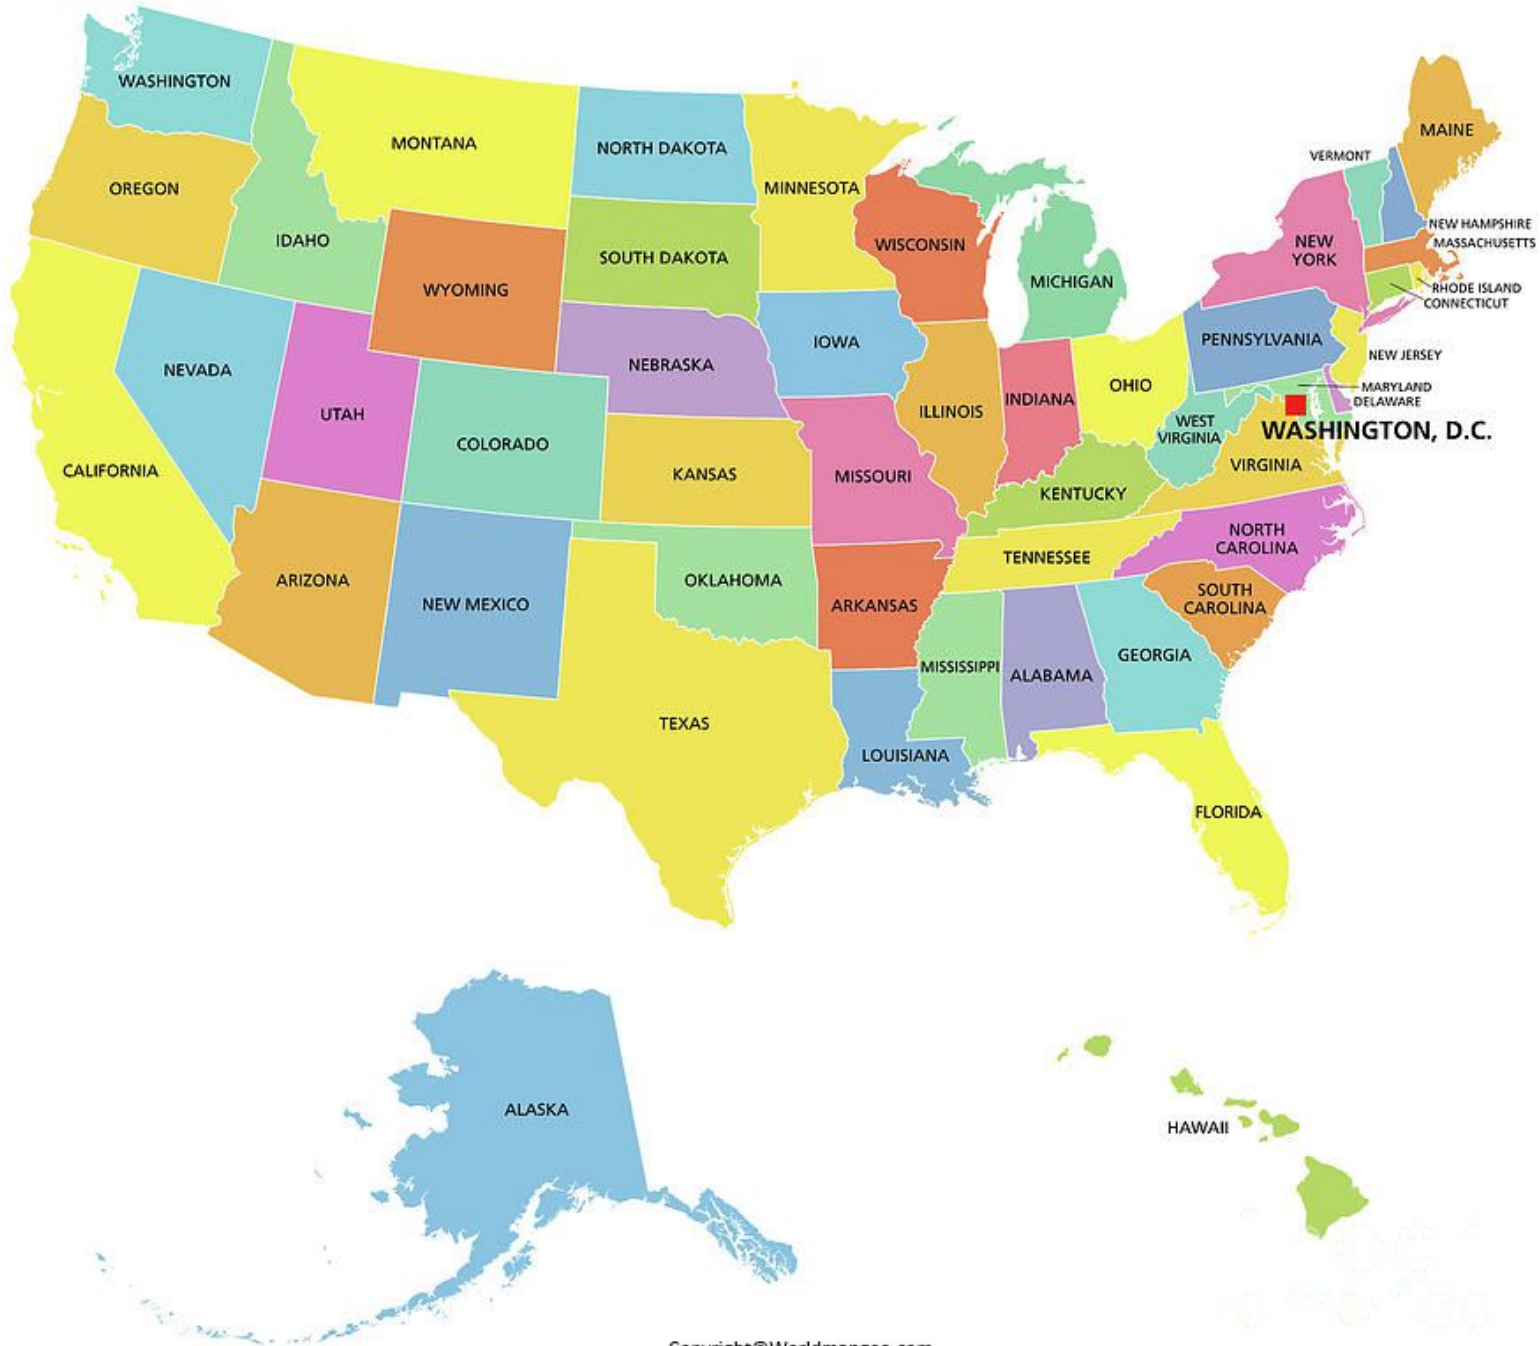 WASHINGTON
MONTANA
NORTH DAKOTA
MINNESOTA
MAINE
VERMONT
OREGON
IDAHO
WYOMING
SOUTH DAKOTA
WISCONSIN
MICHIGAN
NEW
YORK
NEW HAMPSHIRE
MASSACHUSETTS
RHODE ISLAND
CONNECTICUT
NEVADA
UTAH
NEBRASKA
IOWA
ILLINOIS
INDIANA
OHIO
PENNSYLVANIA
NEW JERSEY
MARYLAND
DELAWARE
WASHINGTON, D.C.
WEST
VIRGINIA
VIRGINIA
CALIFORNIA
COLORADO
KANSAS
MISSOURI
KENTUCKY
ARIZONA
NEW MEXICO
OKLAHOMA
ARKANSAS
TENNESSEE
NORTH
CAROLINA
SOUTH
CAROLINA
TEXAS
LOUISIANA
MISSISSIPPI
ALABAMA
GEORGIA
FLORIDA
ALASKA
HAWAII